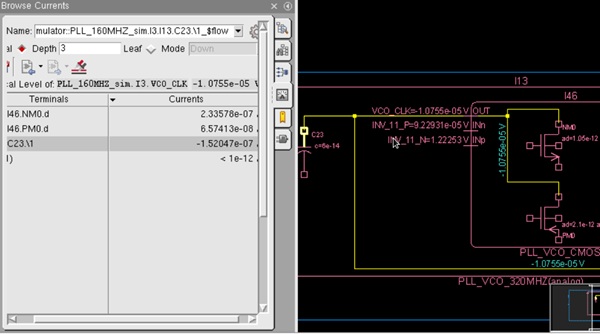 Browse Currents
Name: mulator::PLL_160MHZ_sim.I3.I13.C23.\1_$flow
al Depth 3 Leaf Mode Down
cal Level of: PLL_160MHZ_sim.I3.VCO_CLK -1.0755e-05 V
Terminals Currents
I46.NM0.d 2.33578e-07
I46.PM0.d 6.57413e-08
C23.\1 -1.52047e-07
) < 1e-12
I13
I46
VCO_CLK=-1.0755e-05 V OUT
INV_11_P=9.22931e-05 V INn
INV_11_N=1.22253 V INp
C23
c=6e-14
-1.0755e-05 V
NM0
ad=1.05e-12
ad=2.1e-12 a
PM0
PLL_VCO_CMOS
-1.0755e-05 V
PLL_VCO_320MHZ(analog)